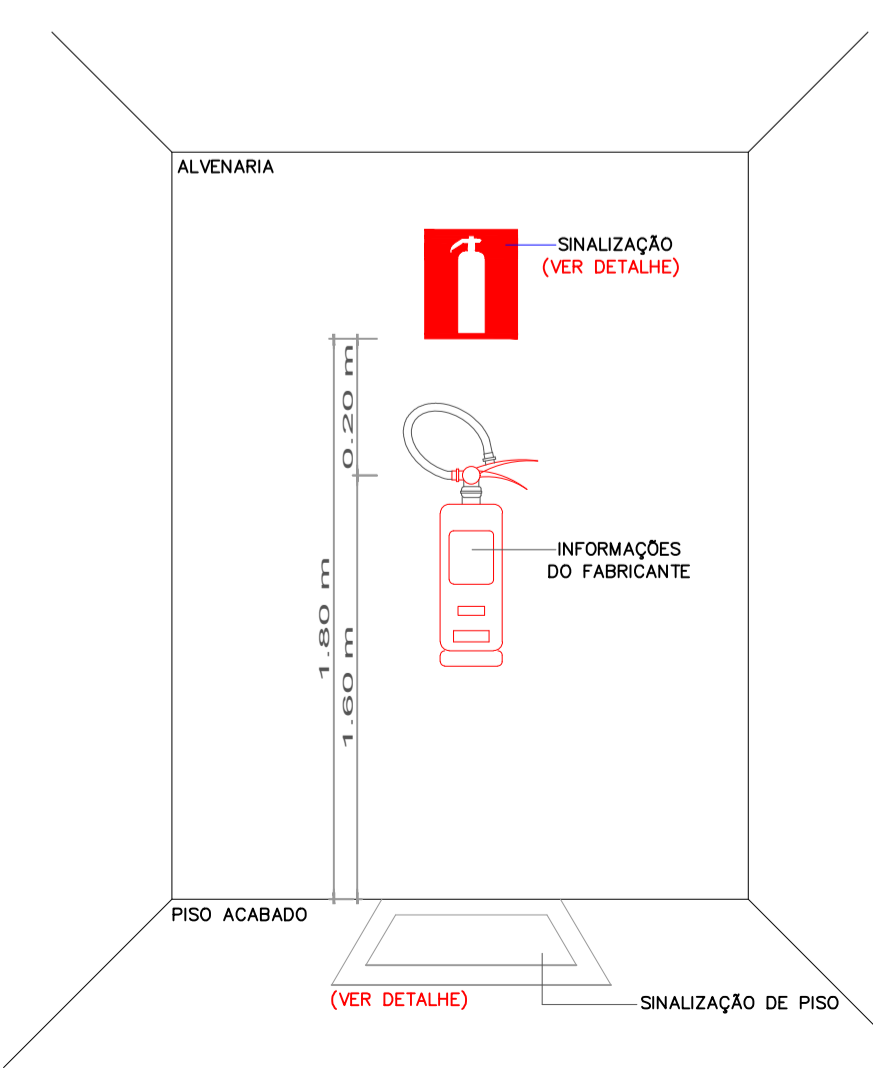 ALVENARIA
SINALIZAÇÃO
(VER DETALHE)
0.20 m
INFORMAÇÕES
DO FABRICANTE
1.80 m
1.60 m
PISO ACABADO
(VER DETALHE)
SINALIZAÇÃO DE PISO